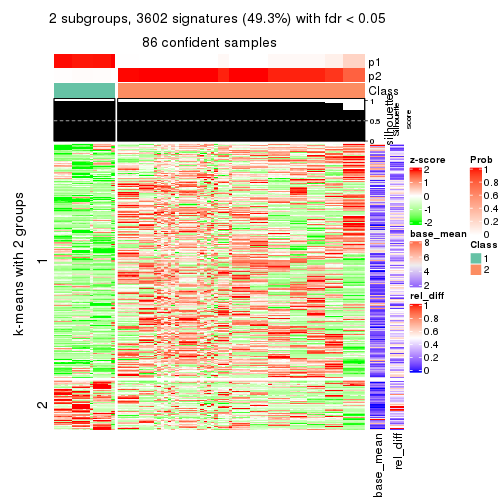 2 subgroups, 3602 signatures (49.3%) with fdr < 0.05
86 confident samples
p1
p2
Class
1
0.5
0
silhouette
Silhouette
score
k-means with 2 groups
1
2
base_mean
rel_diff
z-score
2
1
0
-1
-2
base_mean
8
6
4
2
rel_diff
1
0.8
0.6
0.4
0.2
0
Prob
1
0.8
0.6
0.4
0.2
0
Class
1
2